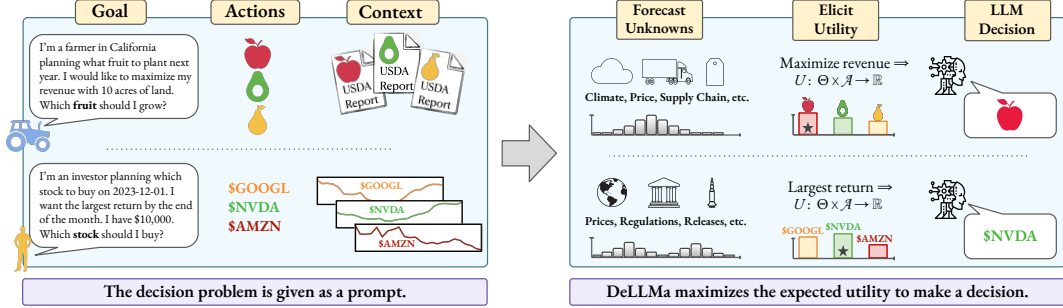 Goal
Actions
Context
I'm a farmer in California
planning what fruit to plant next
year. I would like to maximize my
revenue with 10 acres of land.
Which fruit should I grow?
USDA
Report
USDA
Report
USDA
Report
I'm an investor planning which
stock to buy on 2023-12-01. I
want the largest return by the end
of the month. I have $10,000.
Which stock should I buy?
$GOOGL
$NVDA
$AMZN
$GOOGL
$NVDA
$AMZN
The decision problem is given as a prompt.
Forecast
Unknowns
Elicit
Utility
LLM
Decision
Climate, Price, Supply Chain, etc.
Maximize revenue ⇒
U: Θ × 𝒜 → ℝ
Prices, Regulations, Releases, etc.
Largest return ⇒
U: Θ × 𝒜 → ℝ
$GOOGL
$NVDA
$AMZN
$NVDA
DeLLMa maximizes the expected utility to make a decision.